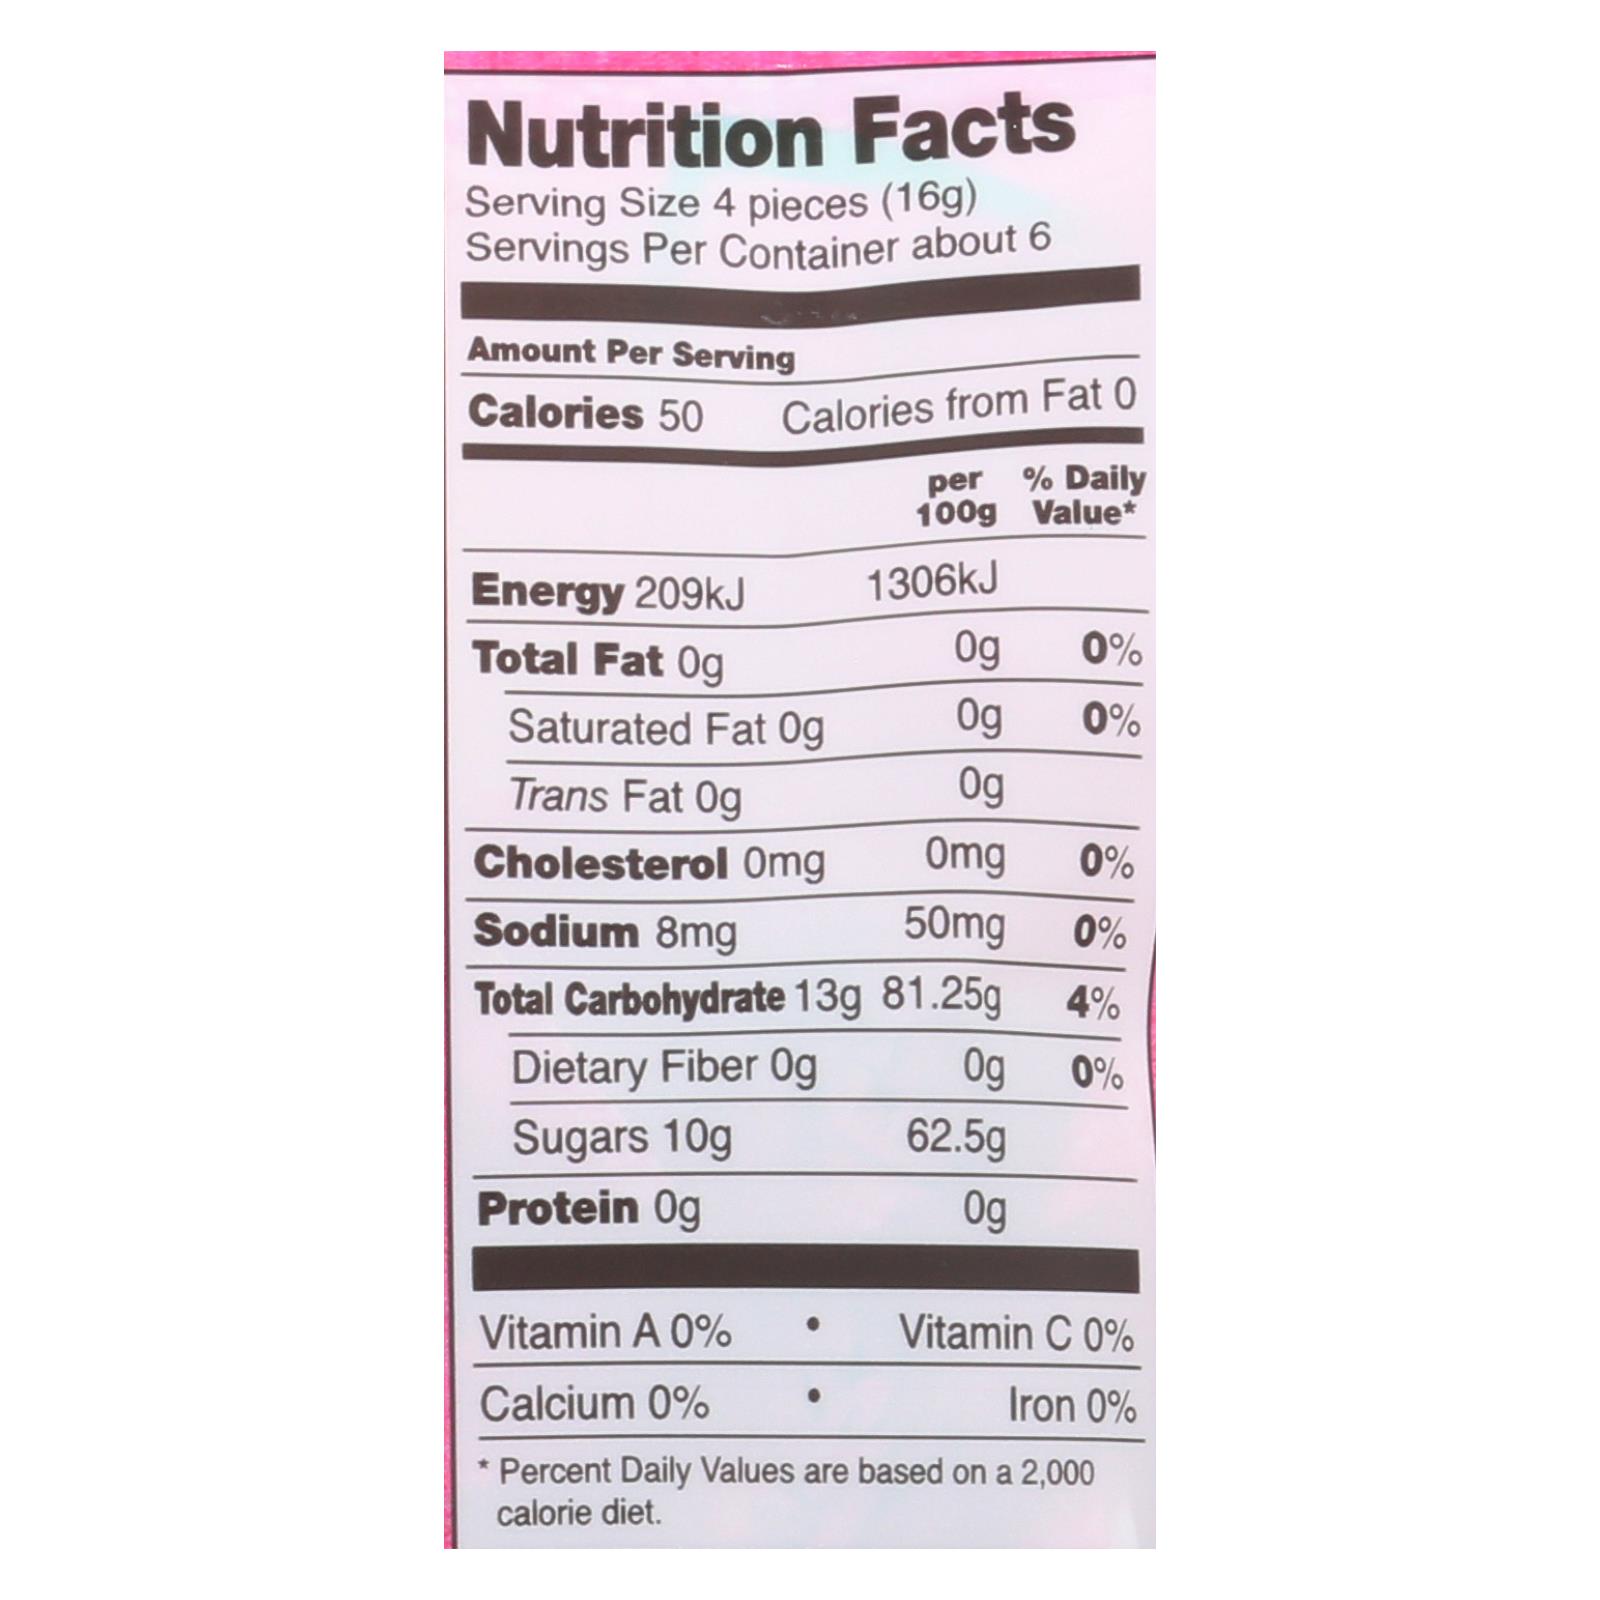 Nutrition Facts
Serving Size 4 pieces (16g)
Servings Per Container about 6
Amount Per Serving
Calories 50 Calories from Fat 0
per 100g % Daily Value*
Energy 209kJ 1306kJ
Total Fat 0g 0g 0%
Saturated Fat 0g 0g 0%
Trans Fat 0g 0g
Cholesterol 0mg 0mg 0%
Sodium 8mg 50mg 0%
Total Carbohydrate 13g 81.25g 4%
Dietary Fiber 0g 0g 0%
Sugars 10g 62.5g
Protein 0g 0g
Vitamin A 0% • Vitamin C 0%
Calcium 0% • Iron 0%
* Percent Daily Values are based on a 2,000
calorie diet.